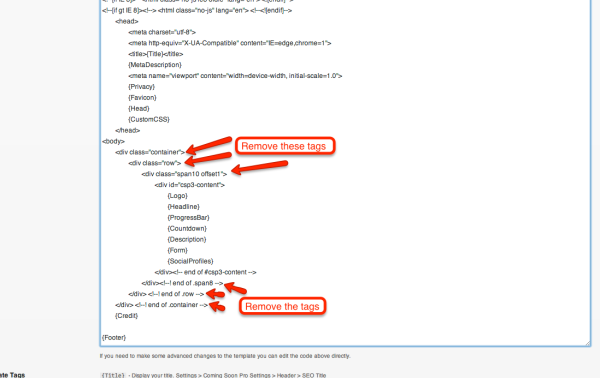 <!--[if gt IE 8]><!--> <html class="no-js" lang="en"> <!--<![endif]-->
<head>
<meta charset="utf-8">
<meta http-equiv="X-UA-Compatible" content="IE=edge,chrome=1">
<title>{Title}</title>
{MetaDescription}
<meta name="viewport" content="width=device-width, initial-scale=1.0">
{Privacy}
{Favicon}
{Head}
{CustomCSS}
</head>
<body>
<div class="container">
Remove these tags
<div class="row">
<div class="span10 offset1">
<div id="csp3-content">
{Logo}
{Headline}
{ProgressBar}
{Countdown}
{Description}
{Form}
{SocialProfiles}
</div><!-- end of #csp3-content -->
</div><!-- end of .span8 -->
</div> <!-- end of .row -->
</div> <!-- end of .container -->
Remove the tags
{Credit}
{Footer}
If you need to make some advanced changes to the template you can edit the code above directly.
ate Tags
{Title} - Display your title. Settings > Coming Soon Pro Settings > Header > SEO Title